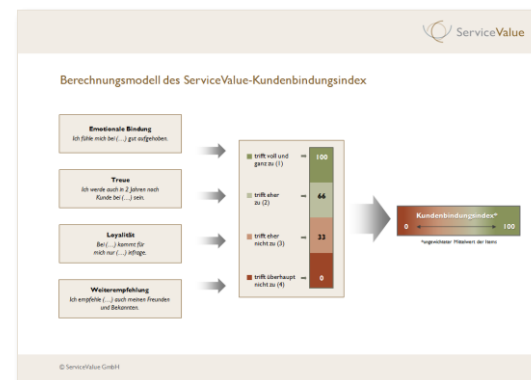 ServiceValue
Berechnungsmodell des ServiceValue-Kundenbindungsindex
Emotionale Bindung
Ich fühle mich bei (…) gut aufgehoben.
Treue
Ich werde auch in 2 Jahren noch
Kunde bei (…) sein.
Loyalität
Bei (…) kommt für
mich nur (…) infrage.
Weiterempfehlung
Ich empfehle (…) auch meinen Freunden
und Bekannten.
trifft voll und
ganz zu (1)
100
trifft eher
zu (2)
66
trifft eher
nicht zu (3)
33
trifft überhaupt
nicht zu (4)
0
Kundenbindungsindex*
0
100
*ungewichteter Mittelwert der Items
© ServiceValue GmbH